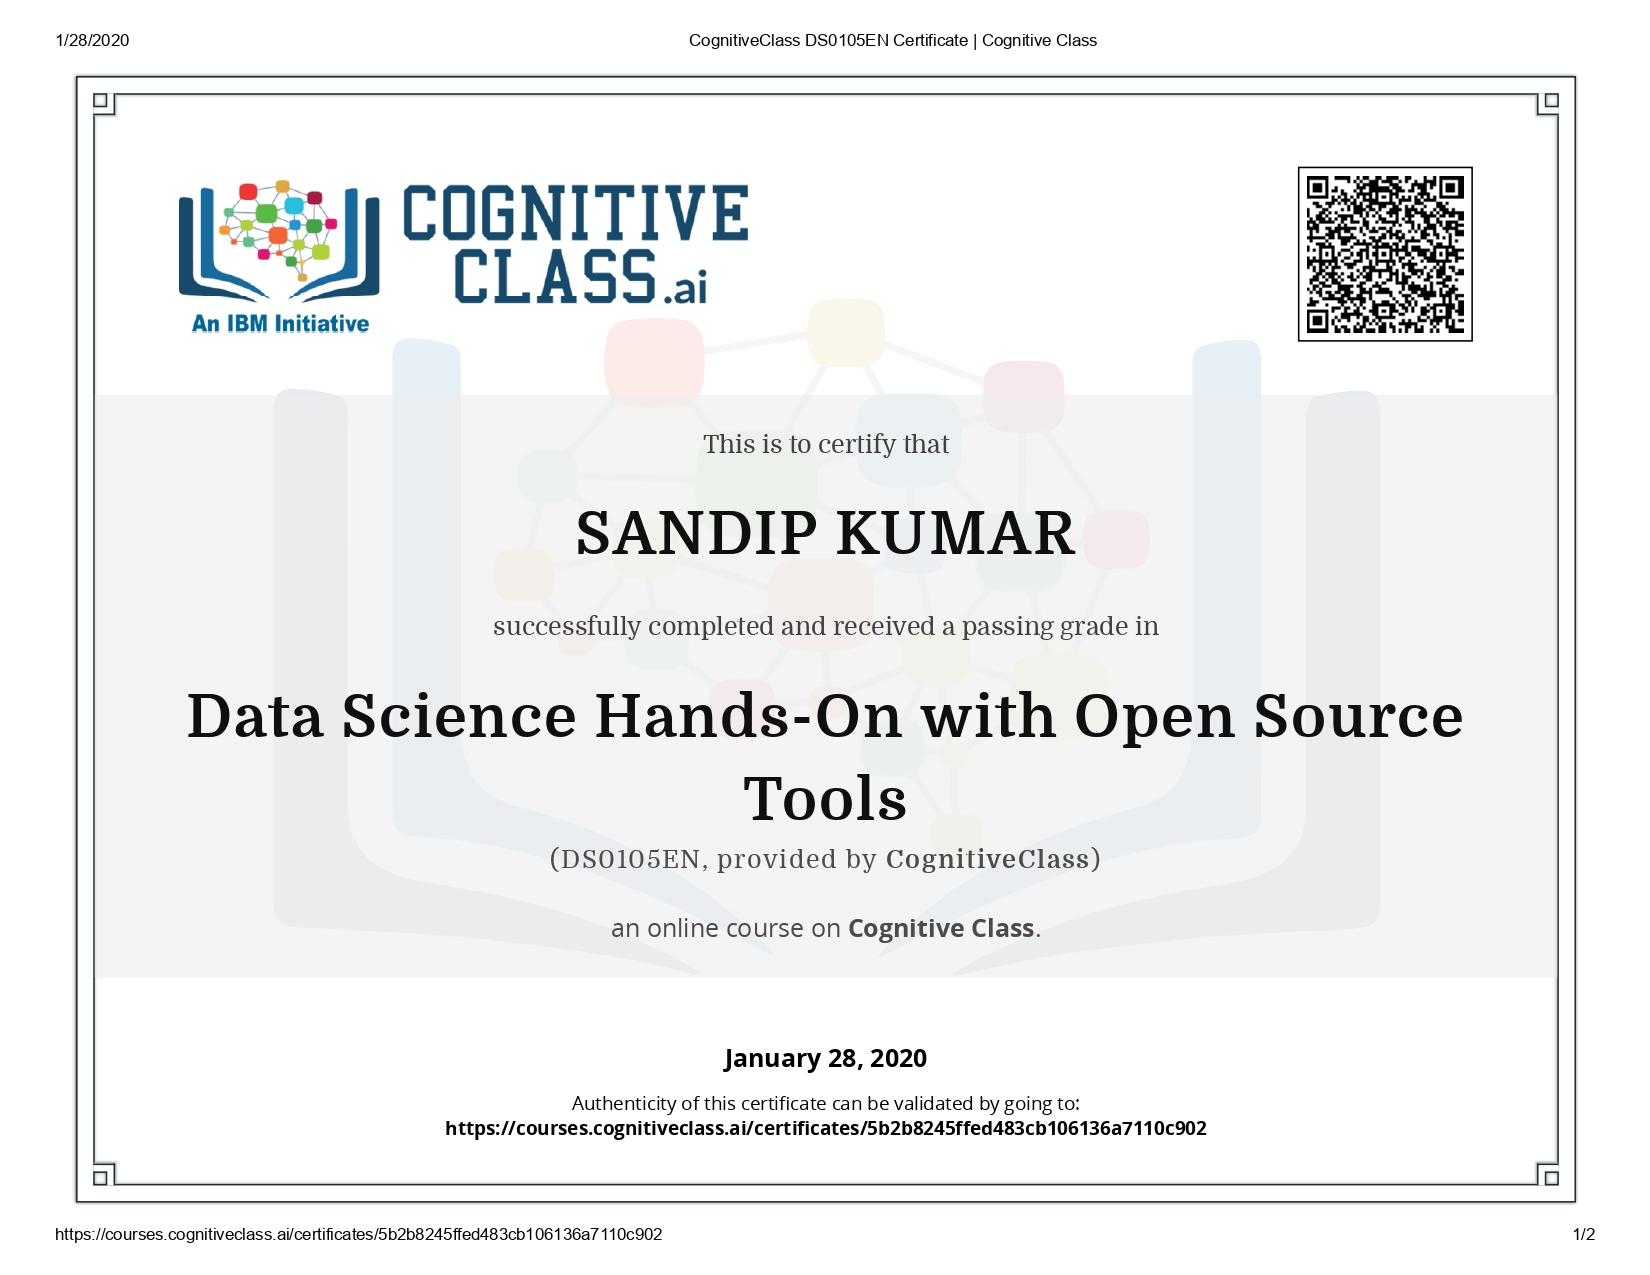 1/28/2020
CognitiveClass DS0105EN Certificate | Cognitive Class
COGNITIVE
CLASS.ai
An IBM Initiative
This is to certify that
SANDIP KUMAR
successfully completed and received a passing grade in
Data Science Hands-On with Open Source
Tools
(DS0105EN, provided by CognitiveClass)
an online course on Cognitive Class.
January 28, 2020
Authenticity of this certificate can be validated by going to:
https://courses.cognitiveclass.ai/certificates/5b2b8245ffed483cb106136a7110c902
https://courses.cognitiveclass.ai/certificates/5b2b8245ffed483cb106136a7110c902
1/2